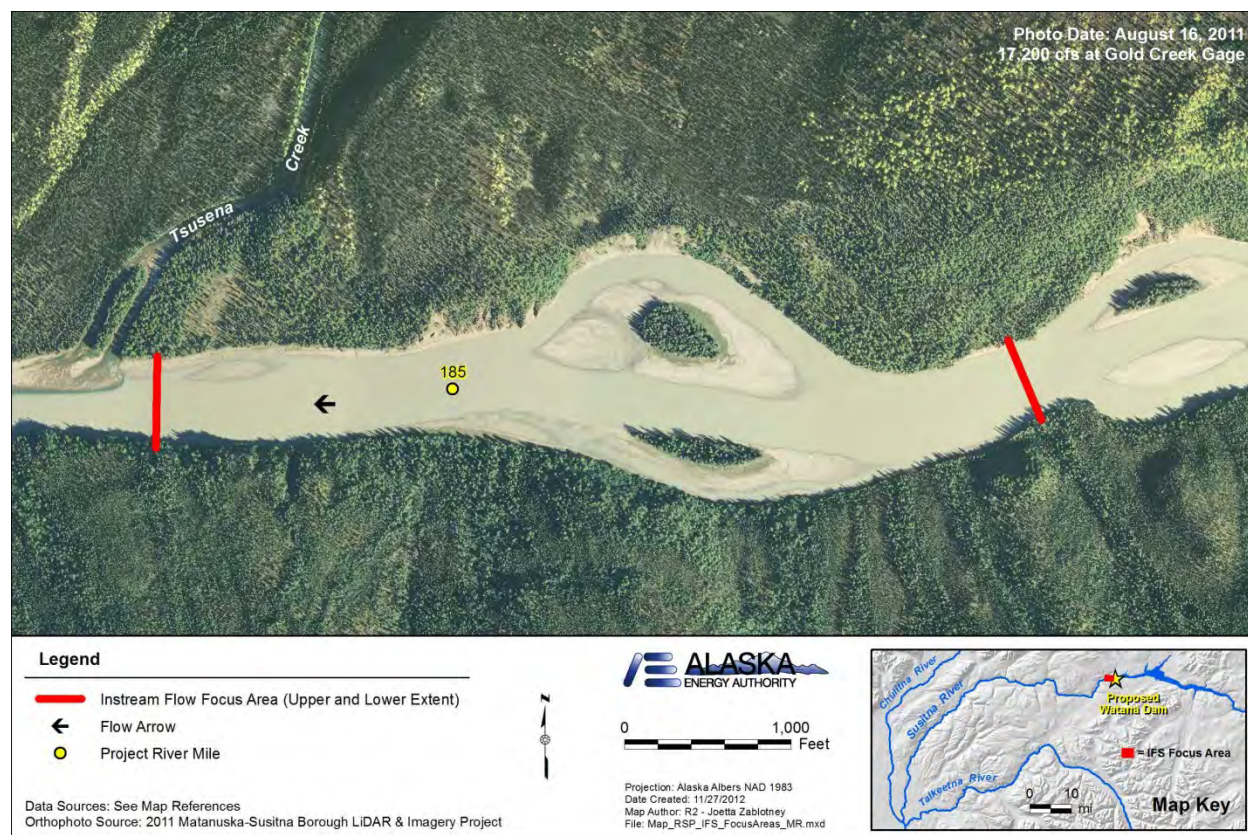 Photo Date: August 16, 2011
17,200 cfs at Gold Creek Gage
Tsusena Creek
185
Legend
Instream Flow Focus Area (Upper and Lower Extent)
Flow Arrow
Project River Mile
Data Sources: See Map References
Orthophoto Source: 2011 Matanuska-Susitna Borough LiDAR & Imagery Project
N
ALASKA
ENERGY AUTHORITY
0 1,000
Feet
Projection: Alaska Albers NAD 1983
Date Created: 11/27/2012
Map Author: R2 - Joetta Zablotney
File: Map_RSP_IFS_FocusAreas_MR.mxd
Chulitna River
Susitna River
Talkeetna River
Proposed
Watana Dam
= IFS Focus Area
0 10
mi
Map Key